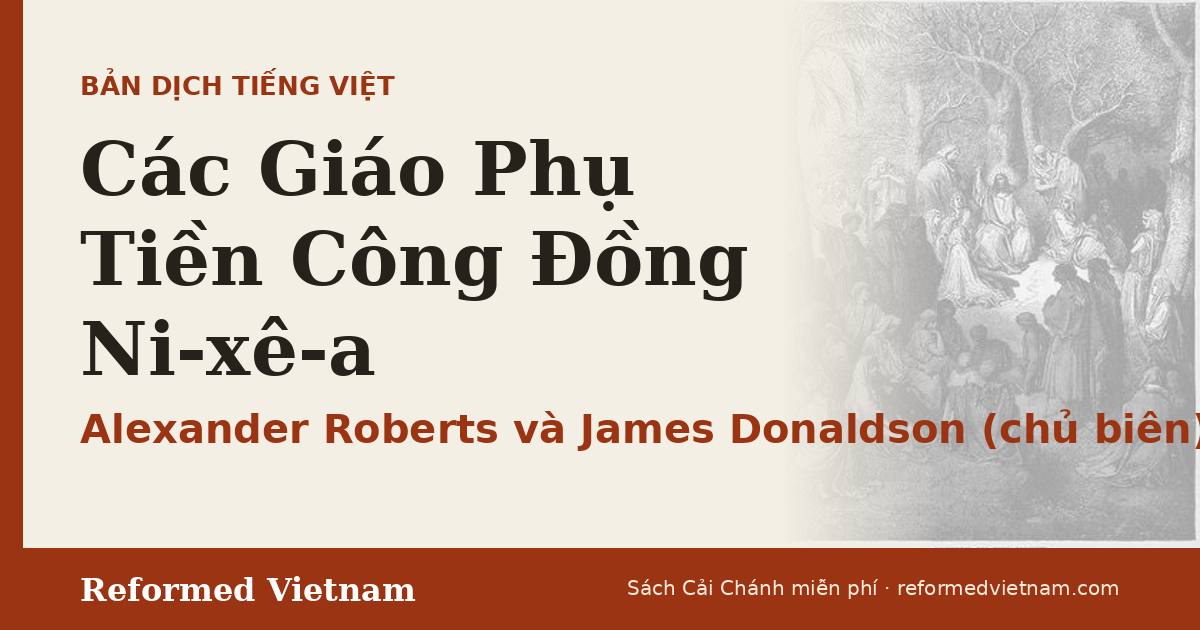 BẢN DỊCH TIẾNG VIỆT
Các Giáo Phụ
Tiền Công Đồng
Ni-xê-a
Alexander Roberts và James Donaldson (chủ biên)
Reformed Vietnam
Sách Cải Chánh miễn phí · reformedvietnam.com